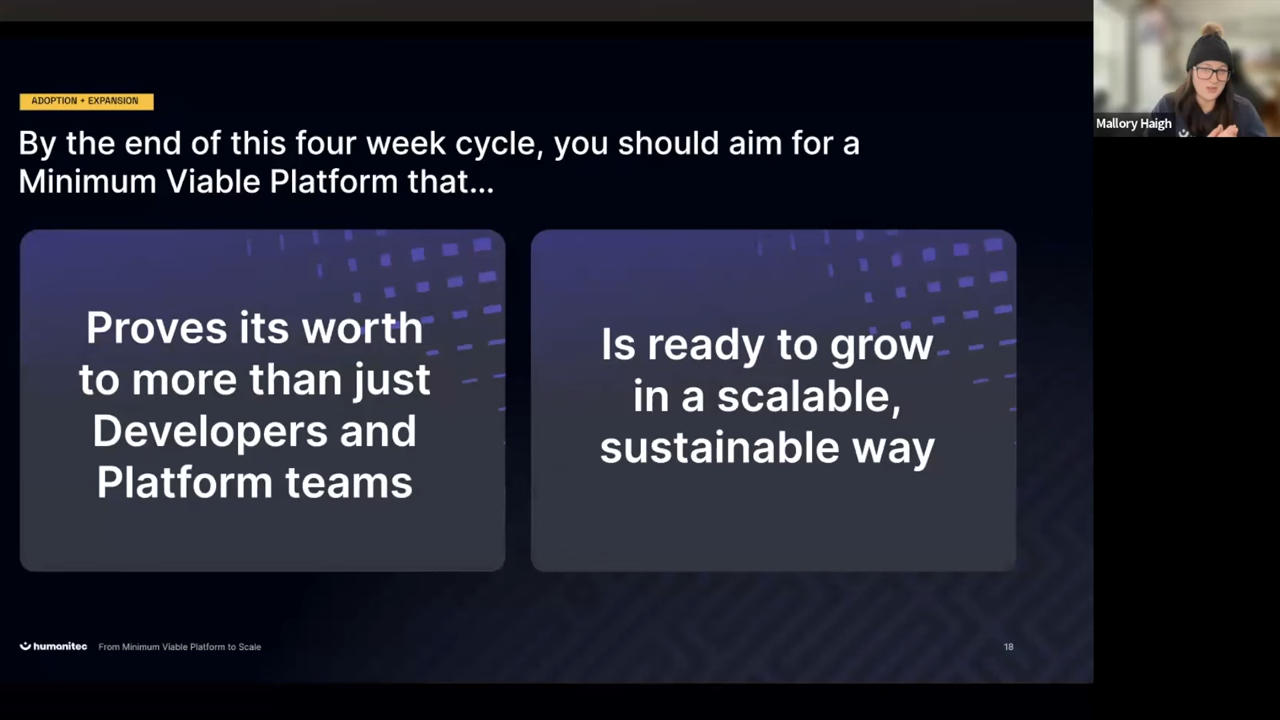 ADOPTION + EXPANSION
By the end of this four week cycle, you should aim for a
Minimum Viable Platform that...
Proves its worth
to more than just
Developers and
Platform teams
Is ready to grow
in a scalable,
sustainable way
humanitec
From Minimum Viable Platform to Scale
18
Mallory Haigh